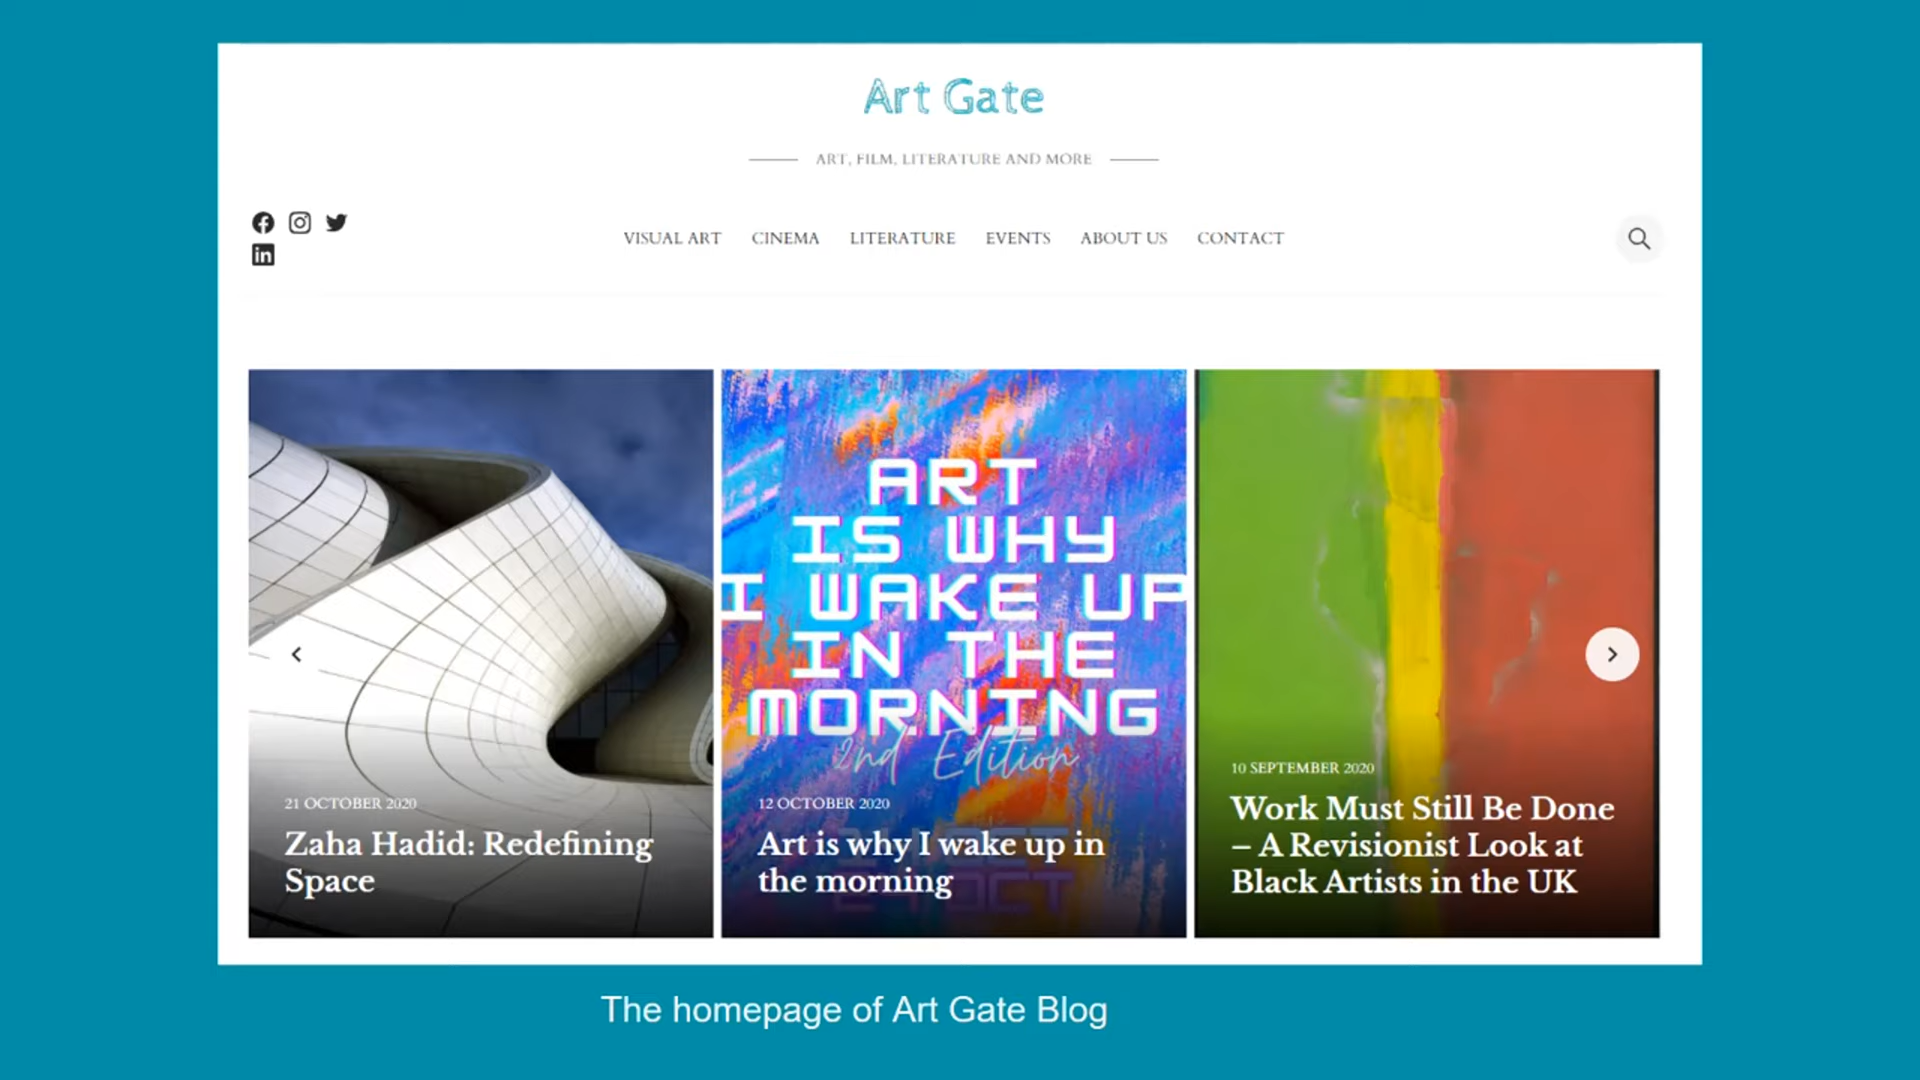 Art Gate
ART, FILM, LITERATURE AND MORE
VISUAL ART CINEMA LITERATURE EVENTS ABOUT US CONTACT
ART
IS WHY
I WAKE UP
IN THE
MORNING
2nd Edition
21 OCTOBER 2020
Zaha Hadid: Redefining
Space
12 OCTOBER 2020
Art is why I wake up in
the morning
10 SEPTEMBER 2020
Work Must Still Be Done
– A Revisionist Look at
Black Artists in the UK
The homepage of Art Gate Blog